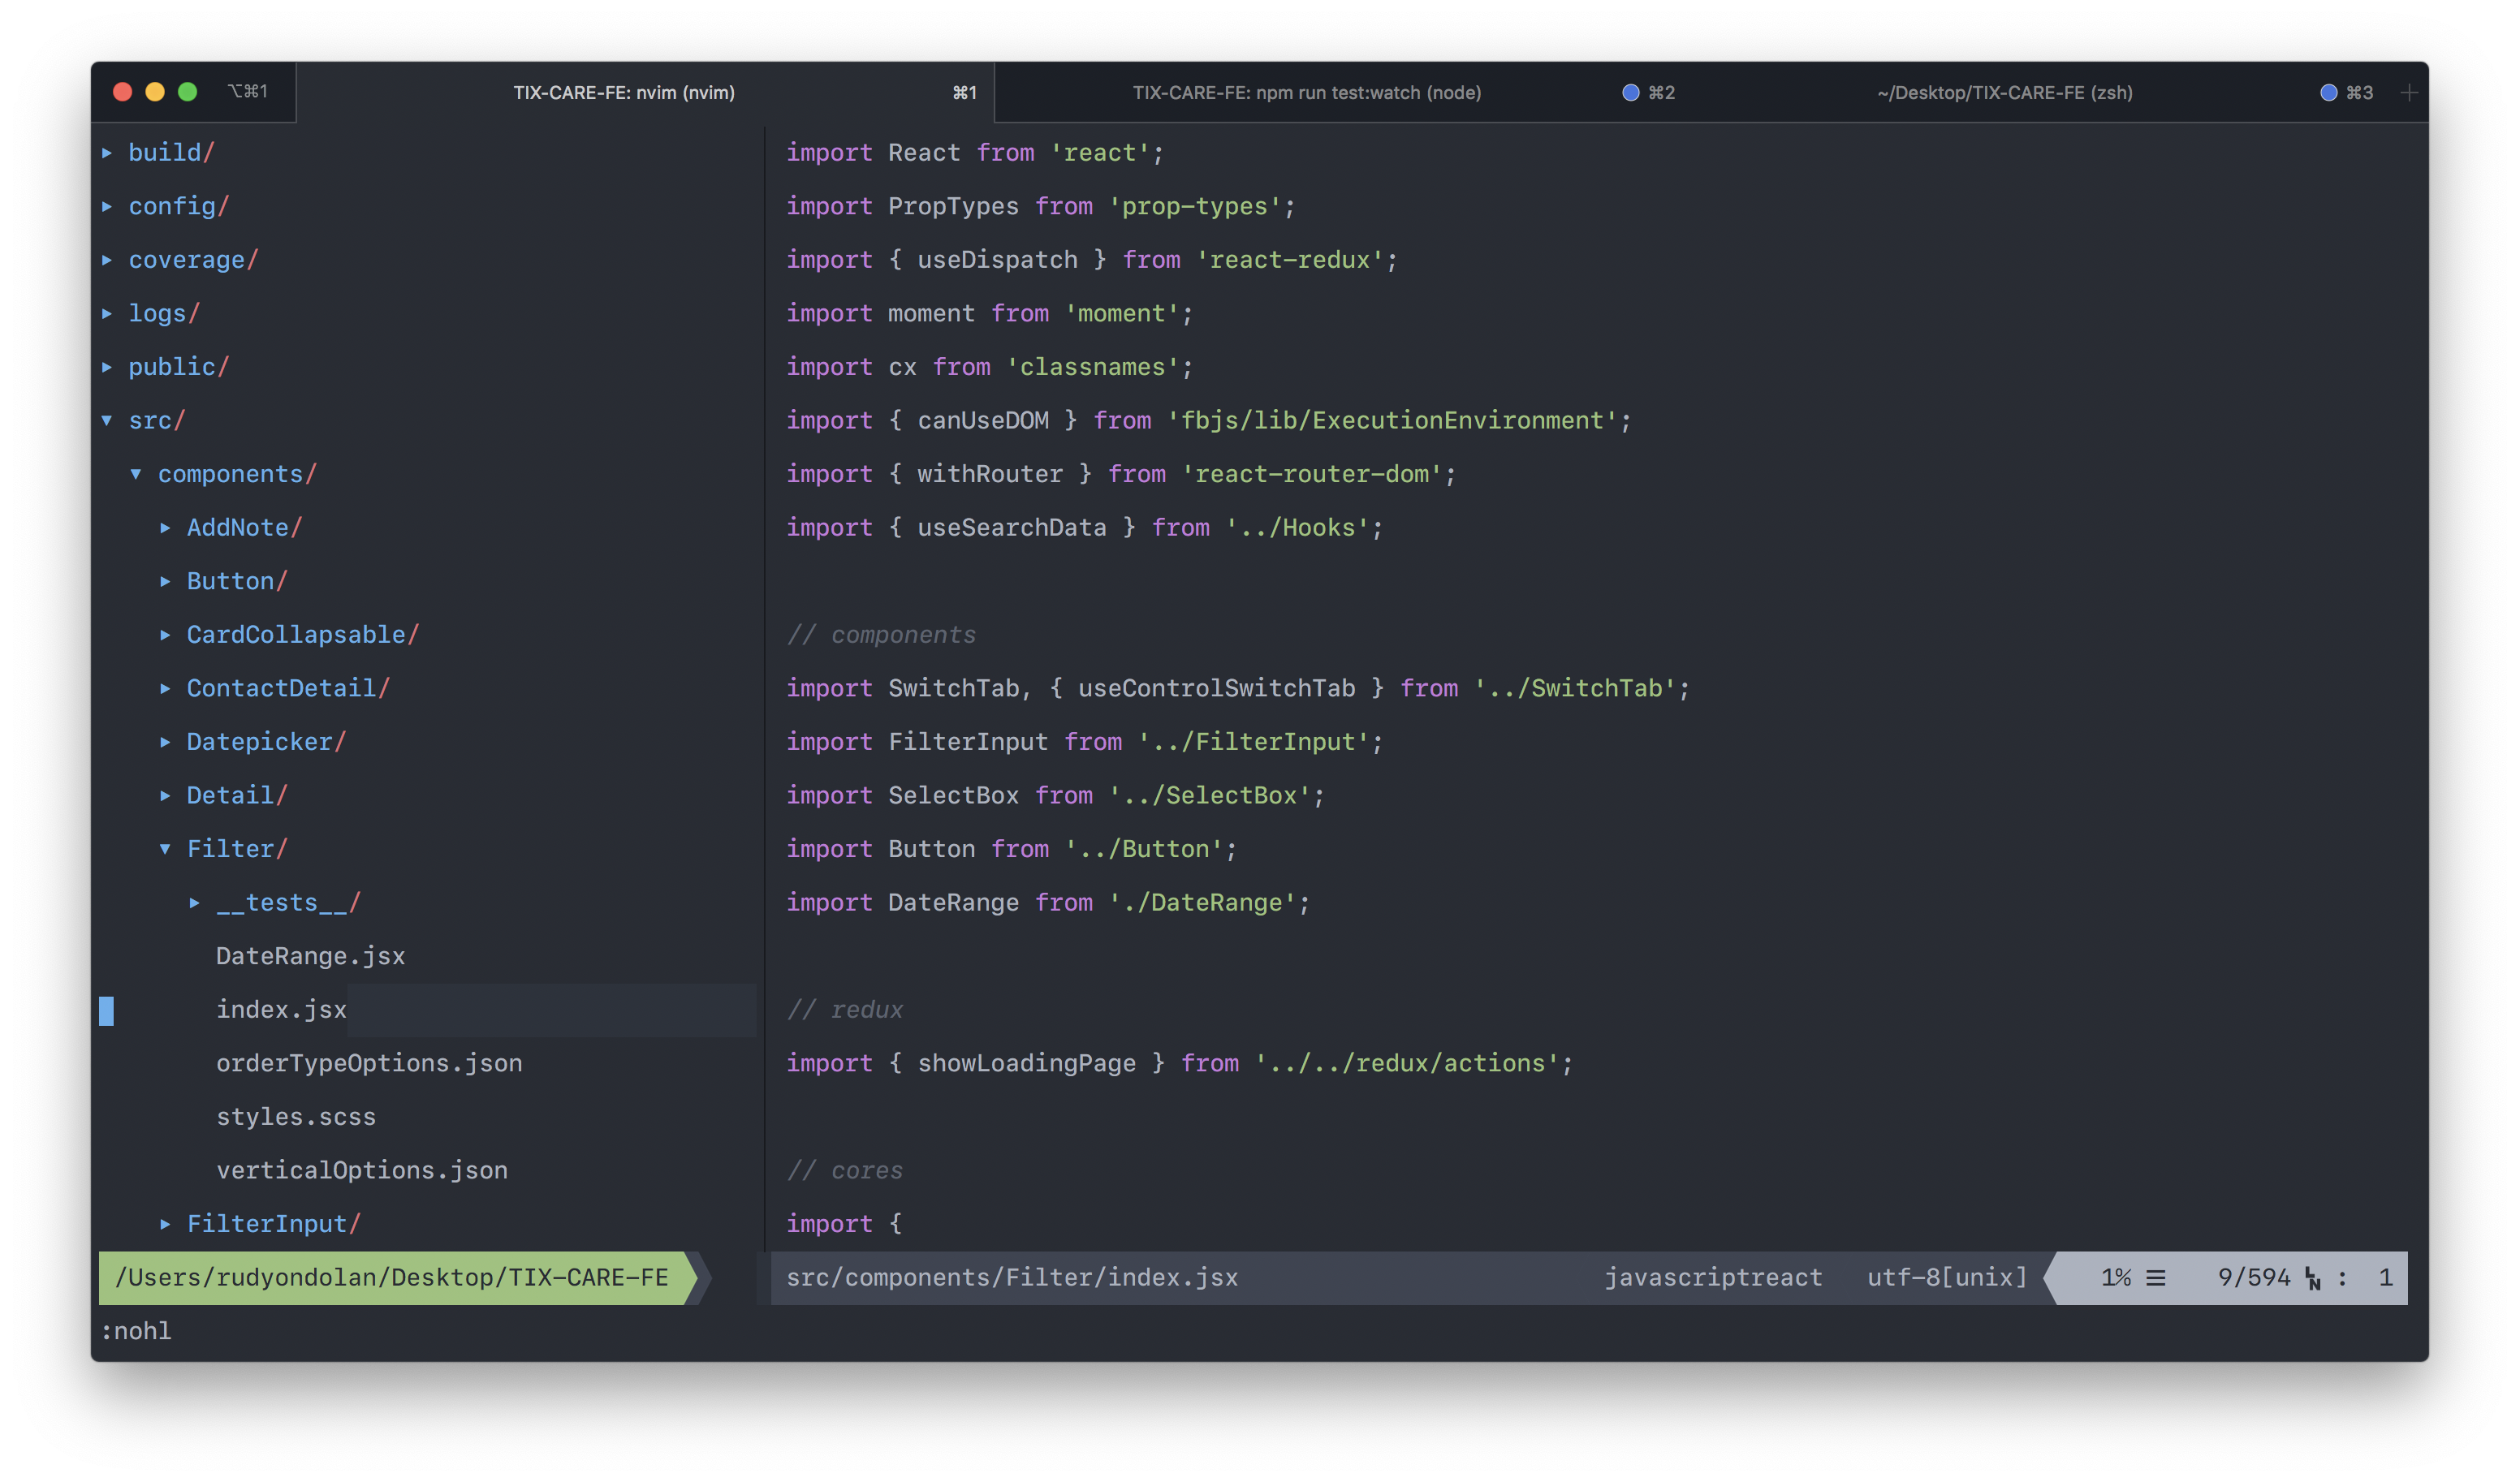 ⌥⌘1
TIX-CARE-FE: nvim (nvim) ⌘1
TIX-CARE-FE: npm run test:watch (node) ⌘2
~/Desktop/TIX-CARE-FE (zsh) ⌘3 +
▸ build/
▸ config/
▸ coverage/
▸ logs/
▸ public/
▾ src/
▾ components/
▸ AddNote/
▸ Button/
▸ CardCollapsable/
▸ ContactDetail/
▸ Datepicker/
▸ Detail/
▾ Filter/
▸ __tests__/
DateRange.jsx
index.jsx
orderTypeOptions.json
styles.scss
verticalOptions.json
▸ FilterInput/
/Users/rudyondolan/Desktop/TIX-CARE-FE
import React from 'react';
import PropTypes from 'prop-types';
import { useDispatch } from 'react-redux';
import moment from 'moment';
import cx from 'classnames';
import { canUseDOM } from 'fbjs/lib/ExecutionEnvironment';
import { withRouter } from 'react-router-dom';
import { useSearchData } from '../Hooks';
// components
import SwitchTab, { useControlSwitchTab } from '../SwitchTab';
import FilterInput from '../FilterInput';
import SelectBox from '../SelectBox';
import Button from '../Button';
import DateRange from './DateRange';
// redux
import { showLoadingPage } from '../../redux/actions';
// cores
import {
src/components/Filter/index.jsx javascriptreact utf-8[unix] 1% ☰ 9/594 ␤ : 1
:nohl